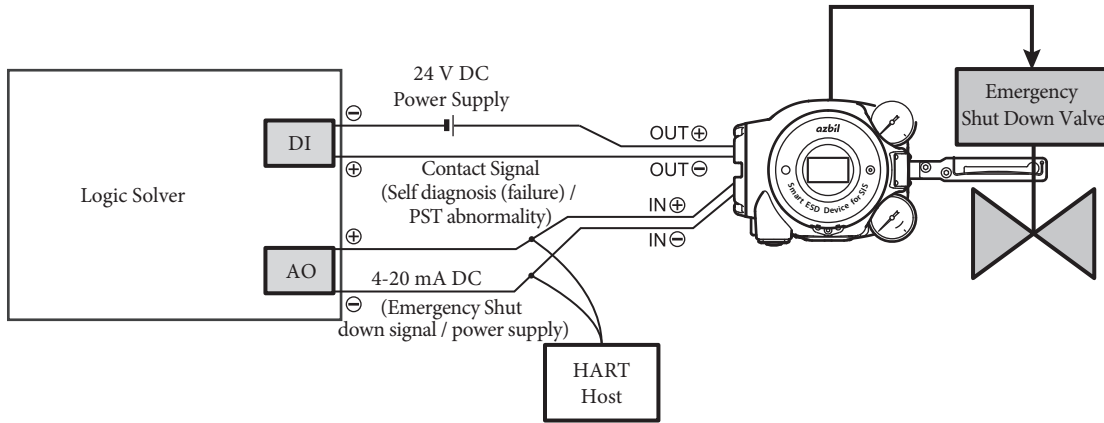 24 V DC
Power Supply
Emergency
Shut Down Valve
⊖
DI
OUT⊕
azbil
⊕
Contact Signal
OUT⊖
Logic Solver
(Self diagnosis (failure) /
PST abnormality)
Smart ESD Device for SIS
IN⊕
⊕
IN⊖
AO
4-20 mA DC
⊖
(Emergency Shut
down signal / power supply)
HART
Host